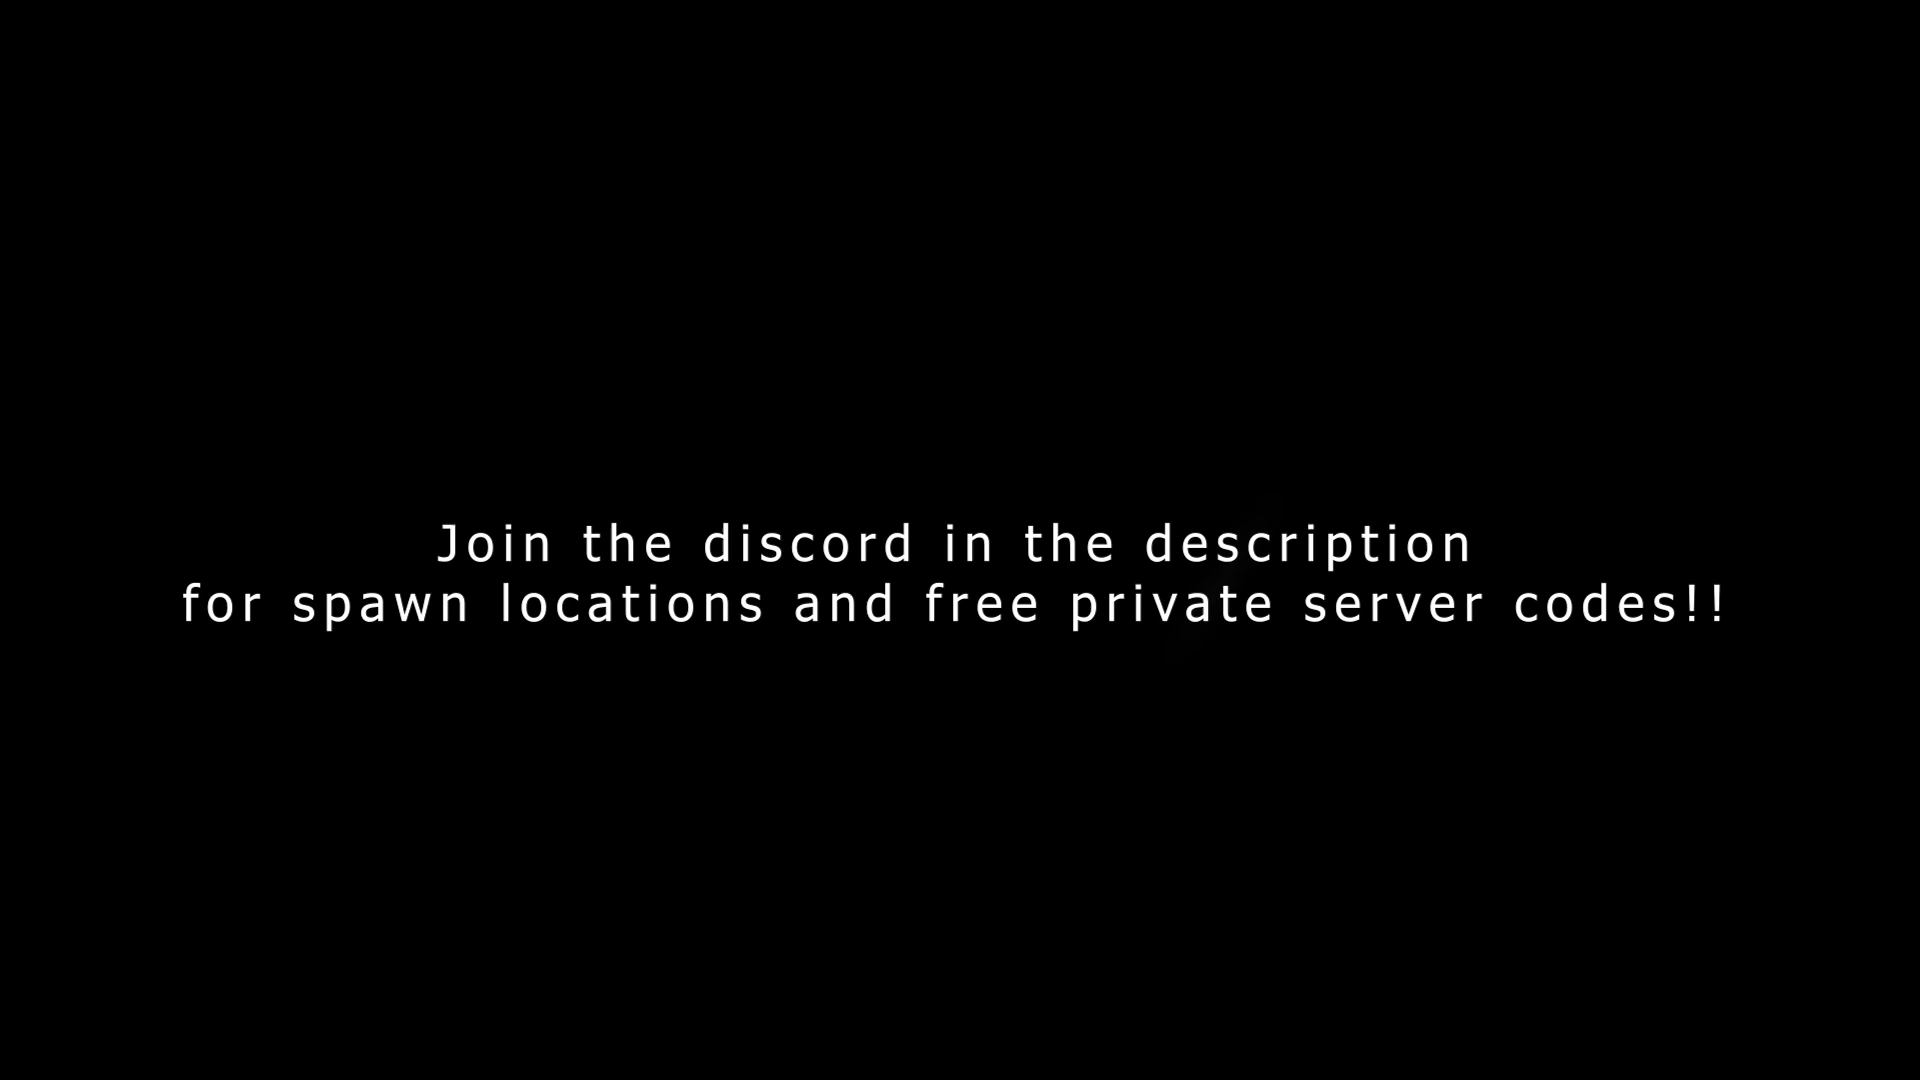 Join the discord in the description
for spawn locations and free private server codes!!